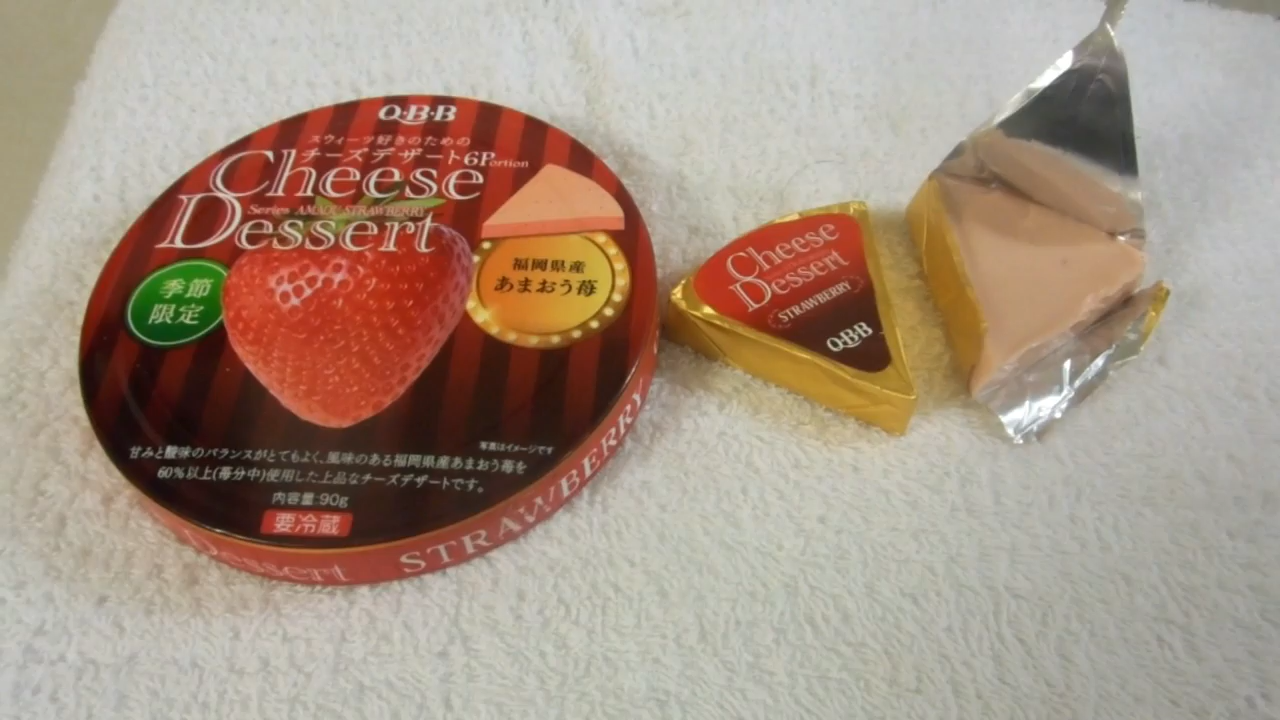 Q·B·B
スウィーツ好きのための
チーズデザート6Portion
Cheese
Series AMAOU STRAWBERRY
Dessert
季節
限定
福岡県産
あまおう苺
写真はイメージです
甘みと酸味のバランスがとてもよく、風味のある福岡県産あまおう苺を
60%以上(苺分中)使用した上品なチーズデザートです。
内容量:90g
要冷蔵
Dessert STRAWBERRY
Cheese
Dessert
STRAWBERRY
Q·B·B